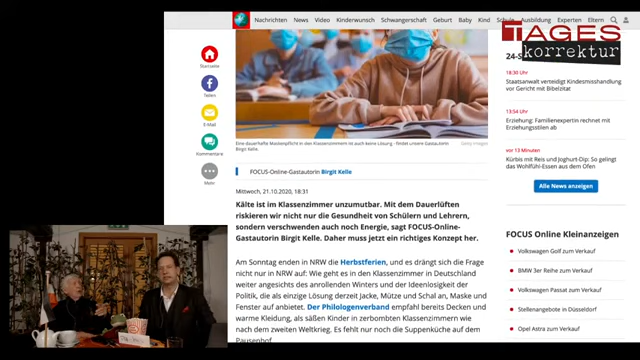 Nachrichten News Video Kinderwunsch Schwangerschaft Geburt Baby Kind Schule Ausbildung Experten Eltern
TAGES
korrektur
Startseite
Teilen
E-Mail
Kommentare
Mehr
Eine dauerhafte Maskenpflicht in den Klassenzimmern ist auch keine Lösung - findet unsere Gastautorin
Birgit Kelle.
Getty Images
FOCUS-Online-Gastautorin Birgit Kelle
Mittwoch, 21.10.2020, 18:31
Kälte ist im Klassenzimmer unzumutbar. Mit dem Dauerlüften
riskieren wir nicht nur die Gesundheit von Schülern und Lehrern,
sondern verschwenden auch noch Energie, sagt FOCUS-Online-
Gastautorin Birgit Kelle. Daher muss jetzt ein richtiges Konzept her.
Am Sonntag enden in NRW die Herbstferien, und es drängt sich die Frage
nicht nur in NRW auf: Wie geht es in den Klassenzimmer in Deutschland
weiter angesichts des anrollenden Winters und der Ideenlosigkeit der
Politik, die als einzige Lösung derzeit Jacke, Mütze und Schal an, Maske und
Fenster auf anbietet. Der Philologenverband empfahl bereits Decken und
warme Kleidung, als säßen Kinder in zerbombten Klassenzimmern wie
nach dem zweiten Weltkrieg. Es fehlt nur noch die Suppenküche auf dem
Pausenhof.
24-S
18:30 Uhr
Staatsanwalt verteidigt Kindesmisshandlung
vor Gericht mit Bibelzitat
13:54 Uhr
Erziehung: Familienexpertin rechnet mit
Erziehungsstilen ab
vor 13 Minuten
Kürbis mit Reis und Joghurt-Dip: So gelingt
das Wohlfühl-Essen aus dem Ofen
Alle News anzeigen
FOCUS Online Kleinanzeigen
Volkswagen Golf zum Verkauf
BMW 3er Reihe zum Verkauf
Volkswagen Passat zum Verkauf
Stellenangebote in Düsseldorf
Opel Astra zum Verkauf